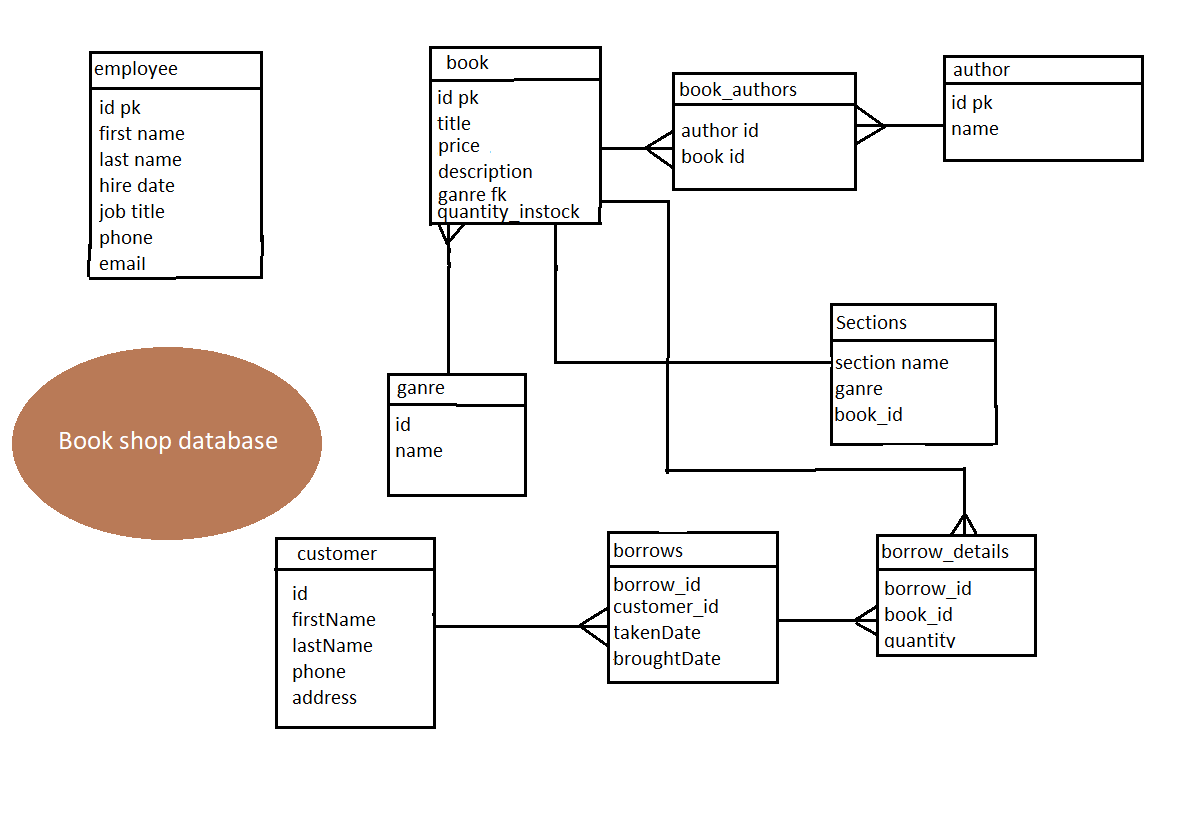 employee
id pk
first name
last name
hire date
job title
phone
email
book
id pk
title
price
description
ganre fk
quantity_instock
book_authors
author id
book id
author
id pk
name
Sections
section name
ganre
book_id
Book shop database
ganre
id
name
customer
id
firstName
lastName
phone
address
borrows
borrow_id
customer_id
takenDate
broughtDate
borrow_details
borrow_id
book_id
quantity